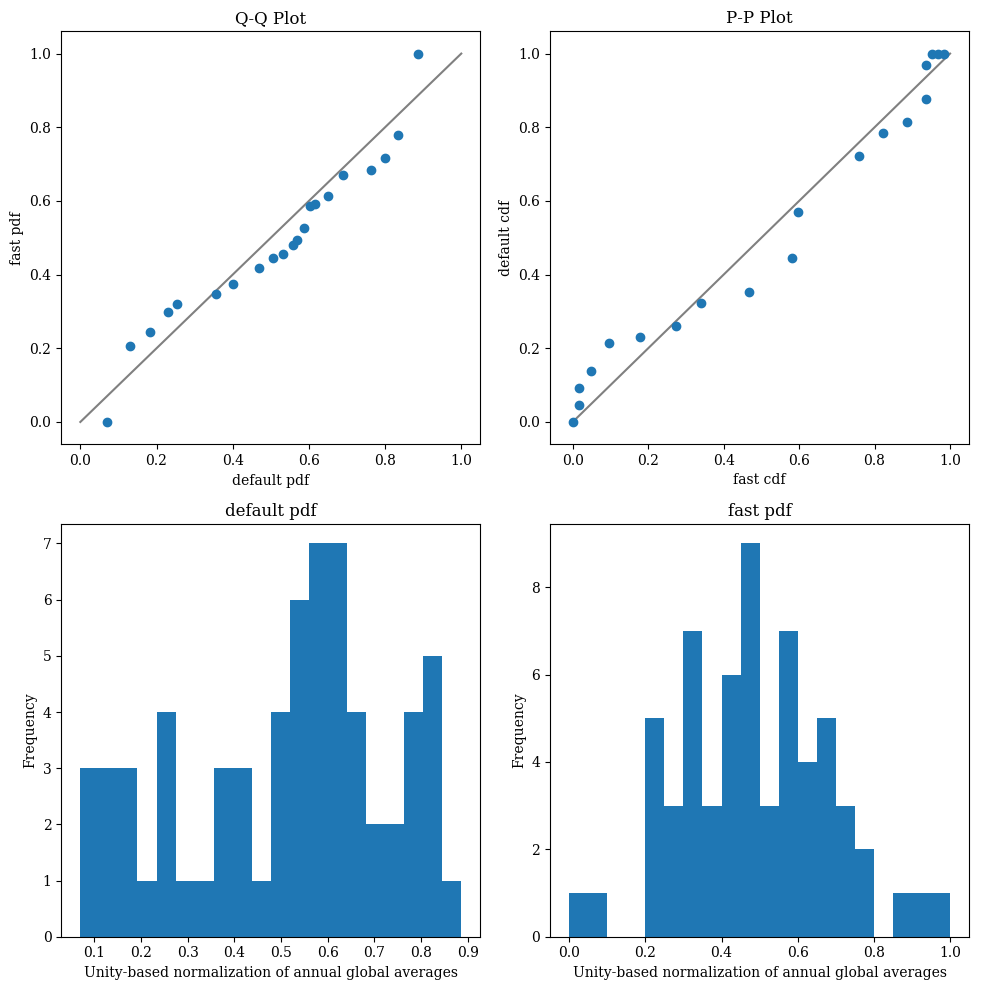 Q-Q Plot
1.0
0.8
0.6
0.4
0.2
0.0
fast pdf
0.0 0.2 0.4 0.6 0.8 1.0
default pdf
P-P Plot
1.0
0.8
0.6
0.4
0.2
0.0
default cdf
0.0 0.2 0.4 0.6 0.8 1.0
fast cdf
default pdf
7
6
5
4
3
2
1
0
Frequency
0.1 0.2 0.3 0.4 0.5 0.6 0.7 0.8 0.9
Unity-based normalization of annual global averages
fast pdf
8
6
4
2
0
Frequency
0.0 0.2 0.4 0.6 0.8 1.0
Unity-based normalization of annual global averages